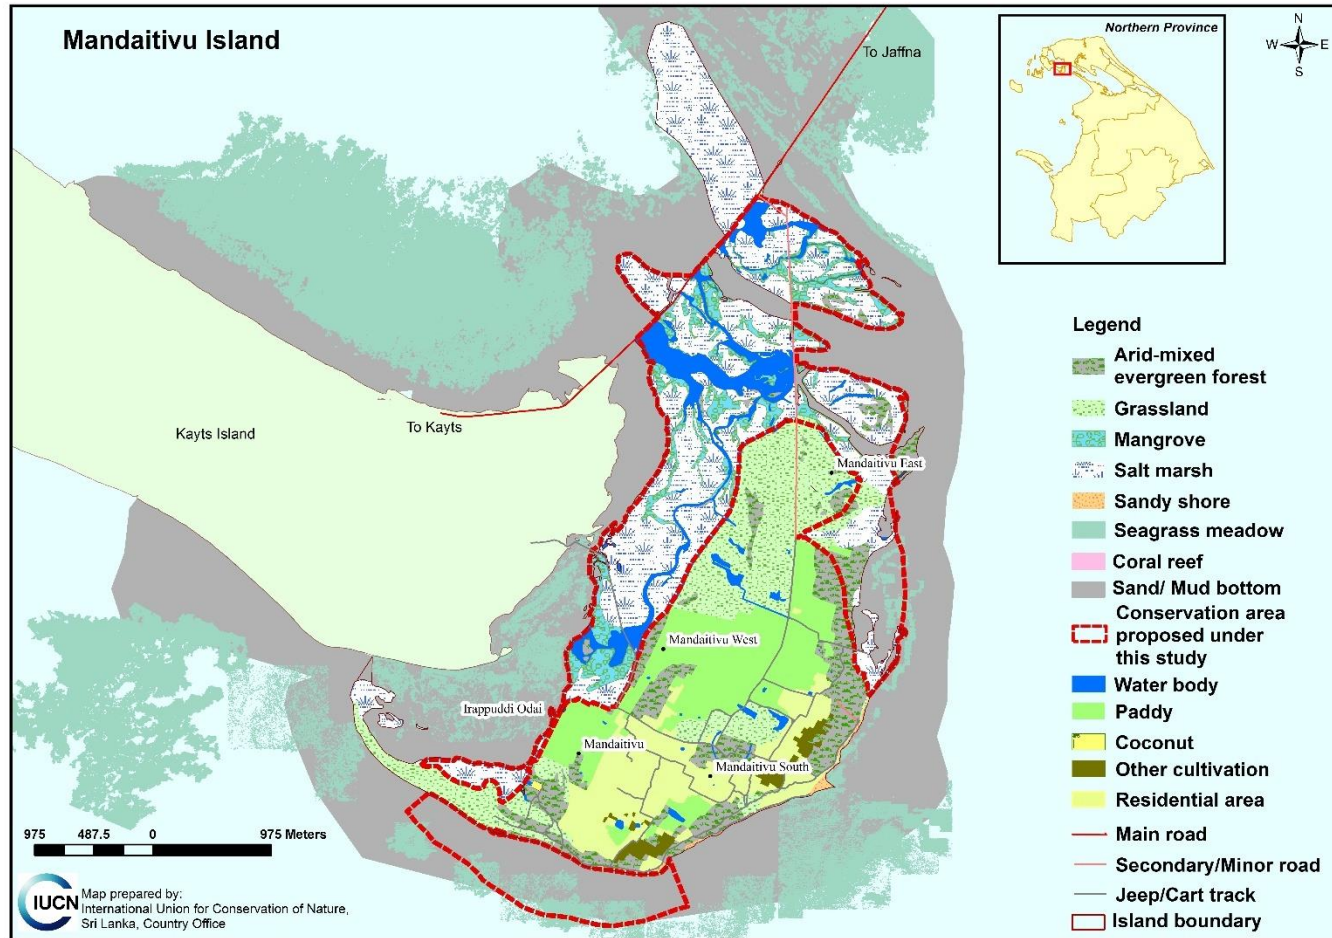 Mandaitivu Island
To Jaffna
Northern Province
N
W E
S
Kayts Island
To Kayts
Mandaitivu East
Mandaitivu West
Irappuddi Odai
Mandaitivu
Mandaitivu South
Legend
Arid-mixed
evergreen forest
Grassland
Mangrove
Salt marsh
Sandy shore
Seagrass meadow
Coral reef
Sand/ Mud bottom
Conservation area
proposed under
this study
Water body
Paddy
Coconut
Other cultivation
Residential area
Main road
Secondary/Minor road
Jeep/Cart track
Island boundary
975 487.5 0 975 Meters
IUCN
Map prepared by:
International Union for Conservation of Nature,
Sri Lanka, Country Office